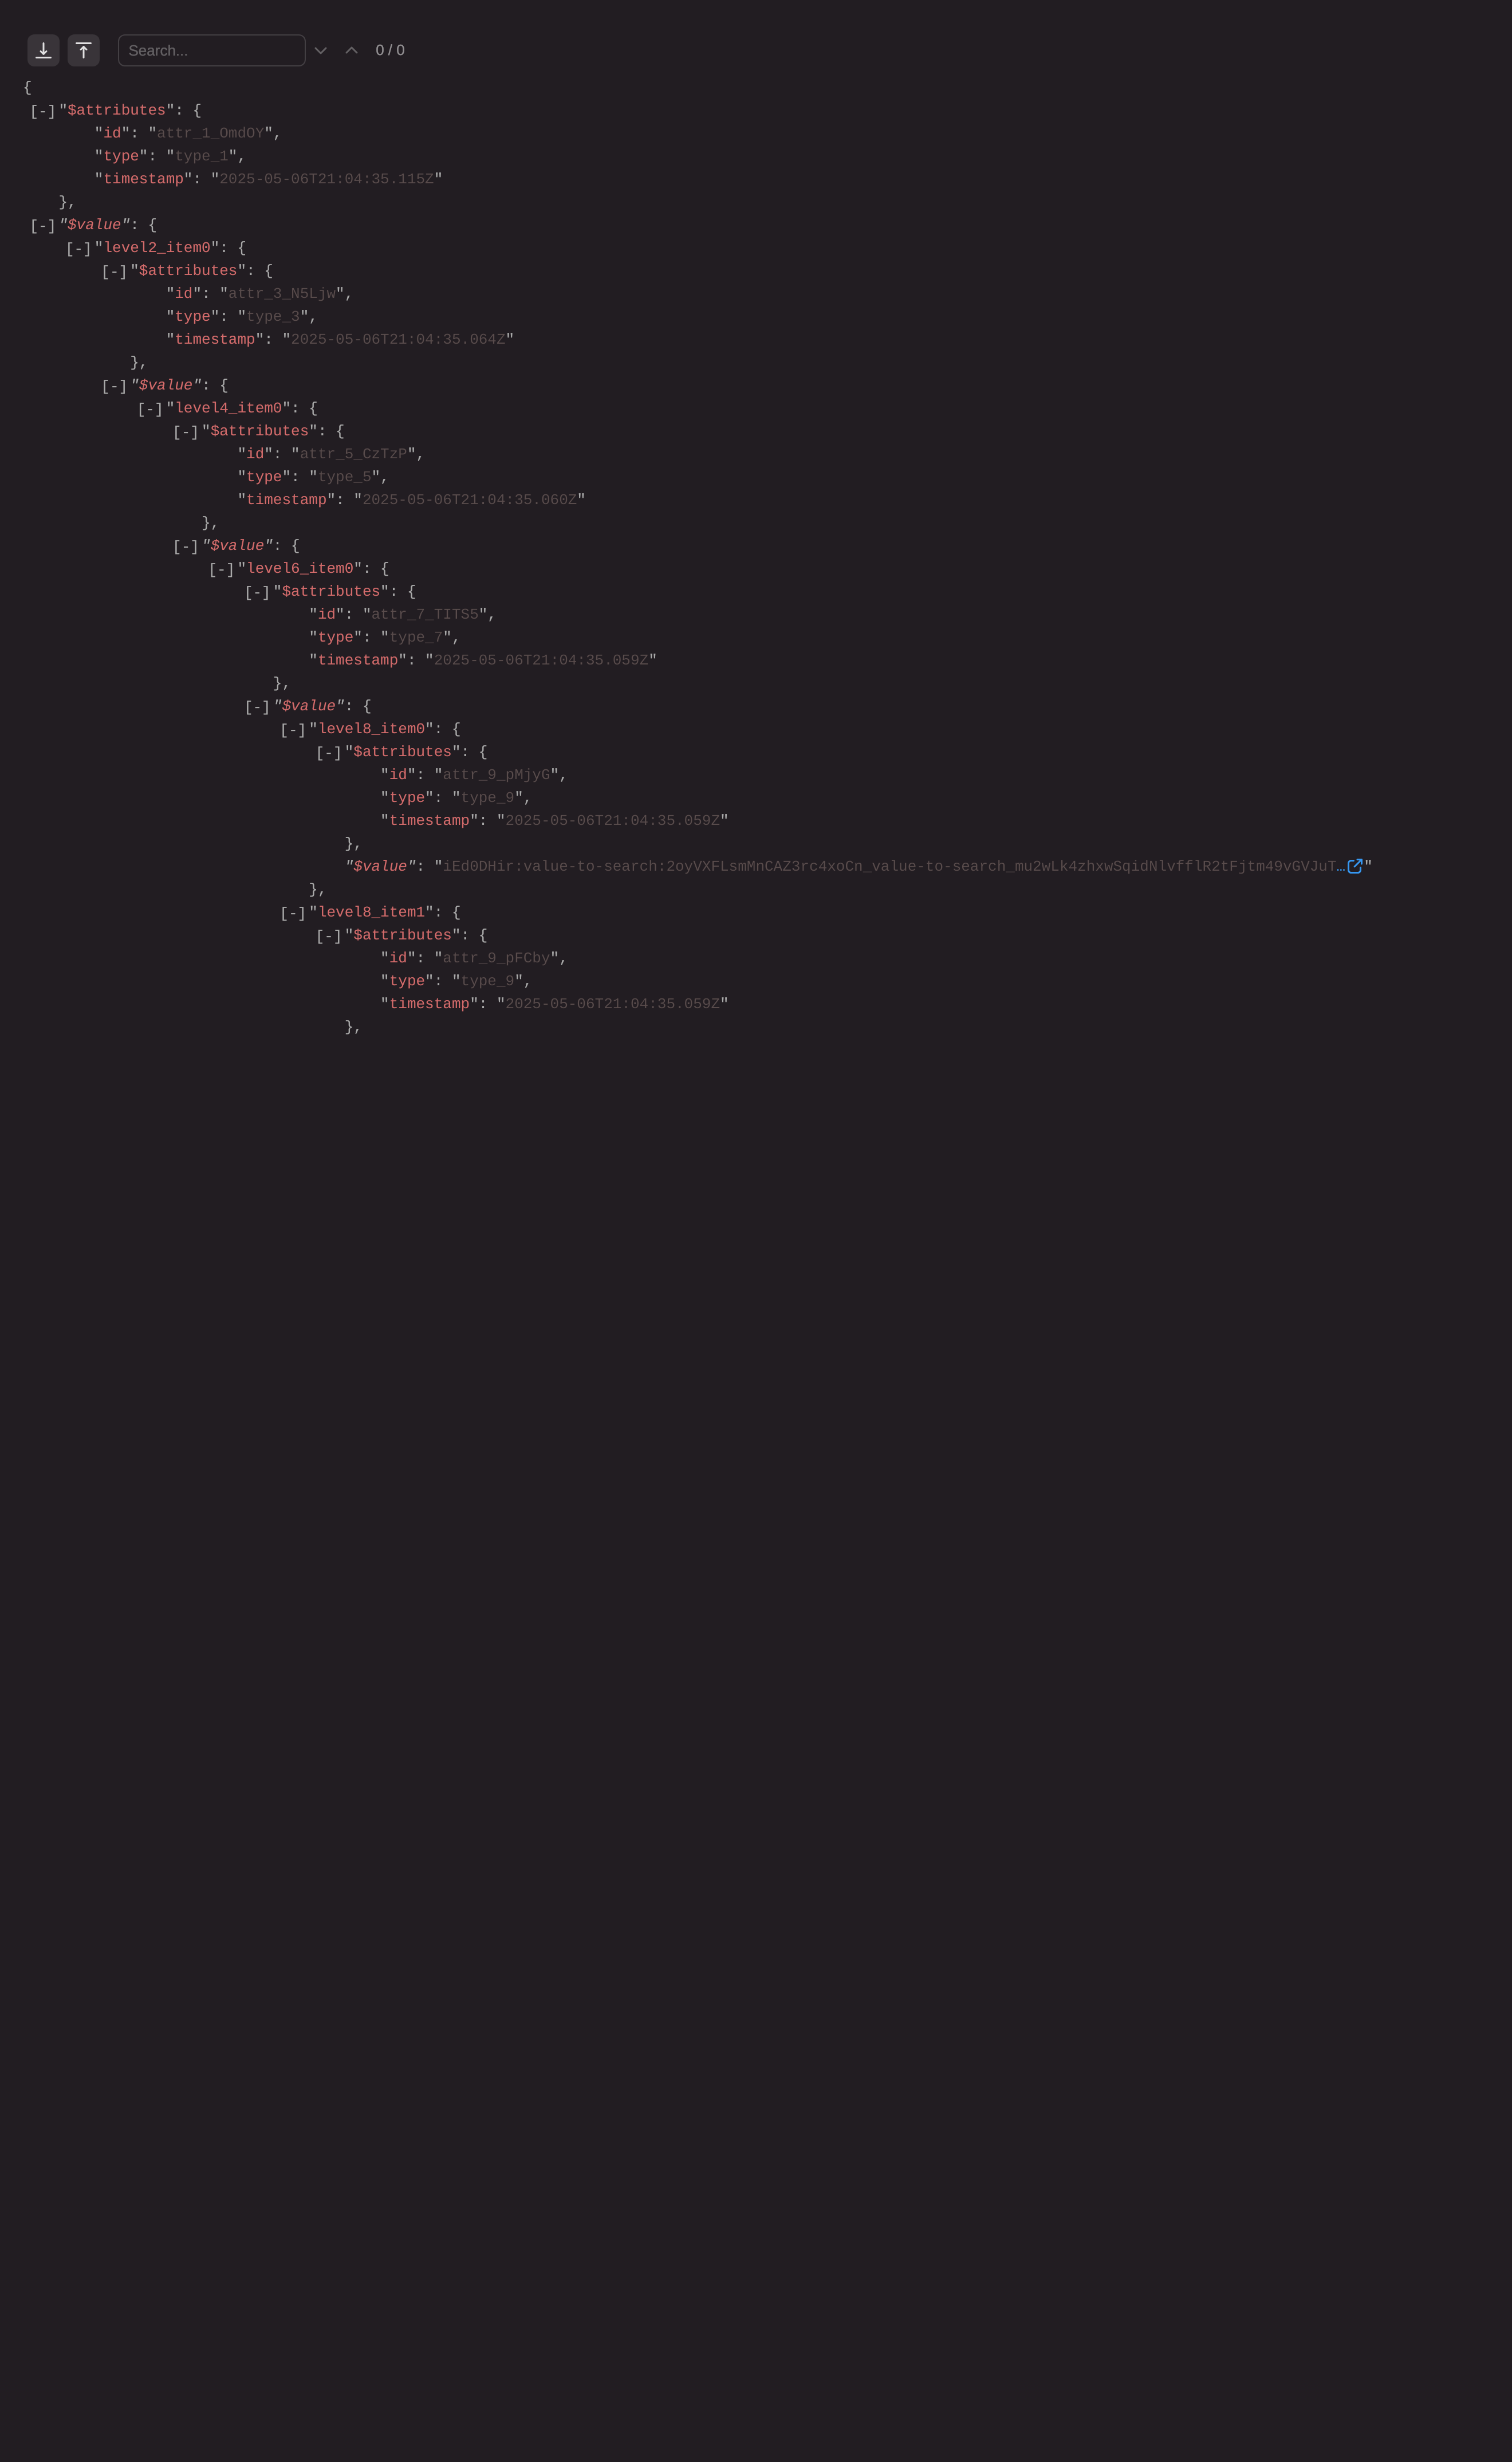 Search... 0 / 0
{
[-] "$attributes": {
"id": "attr_1_OmdOY",
"type": "type_1",
"timestamp": "2025-05-06T21:04:35.115Z"
},
[-] "$value": {
[-] "level2_item0": {
[-] "$attributes": {
"id": "attr_3_N5Ljw",
"type": "type_3",
"timestamp": "2025-05-06T21:04:35.064Z"
},
[-] "$value": {
[-] "level4_item0": {
[-] "$attributes": {
"id": "attr_5_CzTzP",
"type": "type_5",
"timestamp": "2025-05-06T21:04:35.060Z"
},
[-] "$value": {
[-] "level6_item0": {
[-] "$attributes": {
"id": "attr_7_TITS5",
"type": "type_7",
"timestamp": "2025-05-06T21:04:35.059Z"
},
[-] "$value": {
[-] "level8_item0": {
[-] "$attributes": {
"id": "attr_9_pMjyG",
"type": "type_9",
"timestamp": "2025-05-06T21:04:35.059Z"
},
"$value": "iEd0DHir:value-to-search:2oyVXFLsmMnCAZ3rc4xoCn_value-to-search_mu2wLk4zhxwSqidNlvfflR2tFjtm49vGVJuT…"
},
[-] "level8_item1": {
[-] "$attributes": {
"id": "attr_9_pFCby",
"type": "type_9",
"timestamp": "2025-05-06T21:04:35.059Z"
},